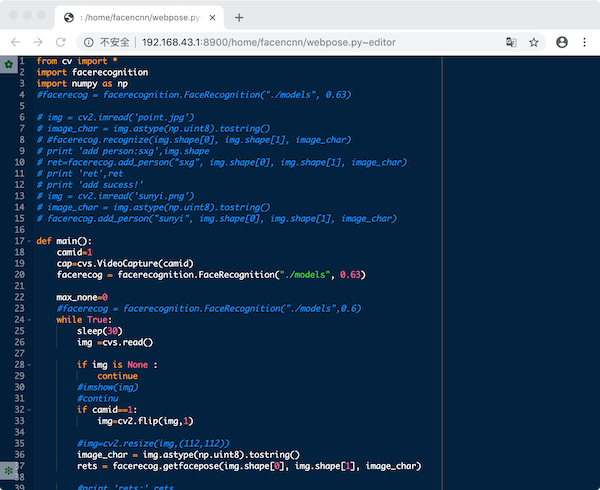 : /home/facencnn/webpose.py~
不安全 | 192.168.43.1:8900/home/facencnn/webpose.py~editor
1 from cv import *
2 import facerecognition
3 import numpy as np
4 #facerecog = facerecognition.FaceRecognition("./models", 0.63)
5
6 # img = cv2.imread('point.jpg')
7 # image_char = img.astype(np.uint8).tostring()
8 # #facerecog.recognize(img.shape[0], img.shape[1], image_char)
9 # print 'add person:sxg',img.shape
10 # ret=facerecog.add_person("sxg", img.shape[0], img.shape[1], image_char)
11 # print 'ret',ret
12 # print 'add sucess!'
13 # img = cv2.imread('sunyi.png')
14 # image_char = img.astype(np.uint8).tostring()
15 # facerecog.add_person("sunyi", img.shape[0], img.shape[1], image_char)
16
17 def main():
18 camid=1
19 cap=cvs.VideoCapture(camid)
20 facerecog = facerecognition.FaceRecognition("./models", 0.63)
21
22 max_none=0
23 #facerecog = facerecognition.FaceRecognition("./models",0.6)
24 while True:
25 sleep(30)
26 img =cvs.read()
27
28 if img is None :
29 continue
30 #imshow(img)
31 #continu
32 if camid==1:
33 img=cv2.flip(img,1)
34
35 #img=cv2.resize(img,(112,112))
36 image_char = img.astype(np.uint8).tostring()
37 rets = facerecog.getfacepose(img.shape[0], img.shape[1], image_char)
38
39 #print 'rets:',rets